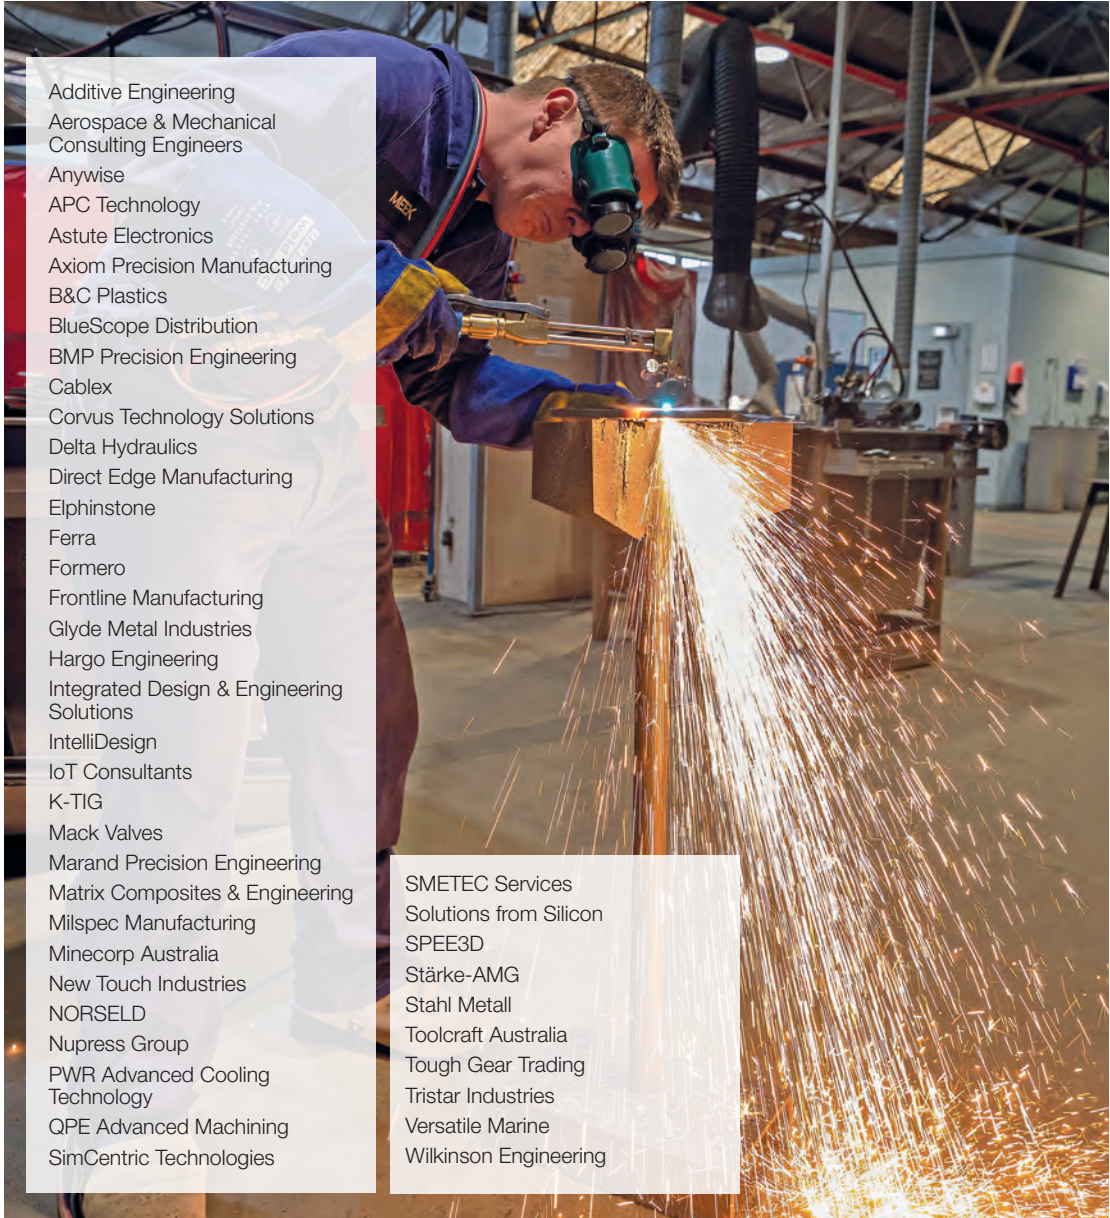 Additive Engineering
Aerospace & Mechanical
Consulting Engineers
Anywise
APC Technology
Astute Electronics
Axiom Precision Manufacturing
B&C Plastics
BlueScope Distribution
BMP Precision Engineering
Cablex
Corvus Technology Solutions
Delta Hydraulics
Direct Edge Manufacturing
Elphinstone
Ferra
Formero
Frontline Manufacturing
Glyde Metal Industries
Hargo Engineering
Integrated Design & Engineering
Solutions
IntelliDesign
IoT Consultants
K-TIG
Mack Valves
Marand Precision Engineering
Matrix Composites & Engineering
Milspec Manufacturing
Minecorp Australia
New Touch Industries
NORSELD
Nupress Group
PWR Advanced Cooling
Technology
QPE Advanced Machining
SimCentric Technologies
SMETEC Services
Solutions from Silicon
SPEE3D
Stärke-AMG
Stahl Metall
Toolcraft Australia
Tough Gear Trading
Tristar Industries
Versatile Marine
Wilkinson Engineering
MEEK